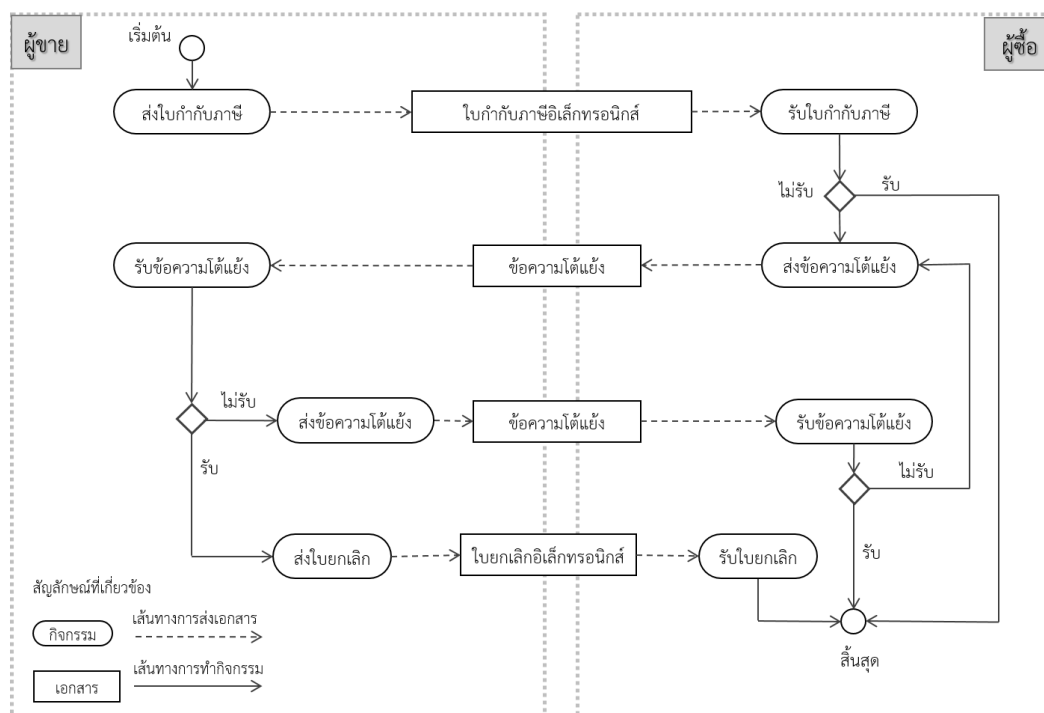 ผู้ขาย
ผู้ซื้อ
เริ่มต้น
ส่งใบกำกับภาษี
ใบกำกับภาษีอิเล็กทรอนิกส์
รับใบกำกับภาษี
ไม่รับ
รับ
รับข้อความโต้แย้ง
ข้อความโต้แย้ง
ส่งข้อความโต้แย้ง
ไม่รับ
ส่งข้อความโต้แย้ง
ข้อความโต้แย้ง
รับข้อความโต้แย้ง
รับ
ไม่รับ
ส่งใบยกเลิก
ใบยกเลิกอิเล็กทรอนิกส์
รับใบยกเลิก
รับ
สัญลักษณ์ที่เกี่ยวข้อง
กิจกรรม
เส้นทางการส่งเอกสาร
สิ้นสุด
เอกสาร
เส้นทางการทำกิจกรรม